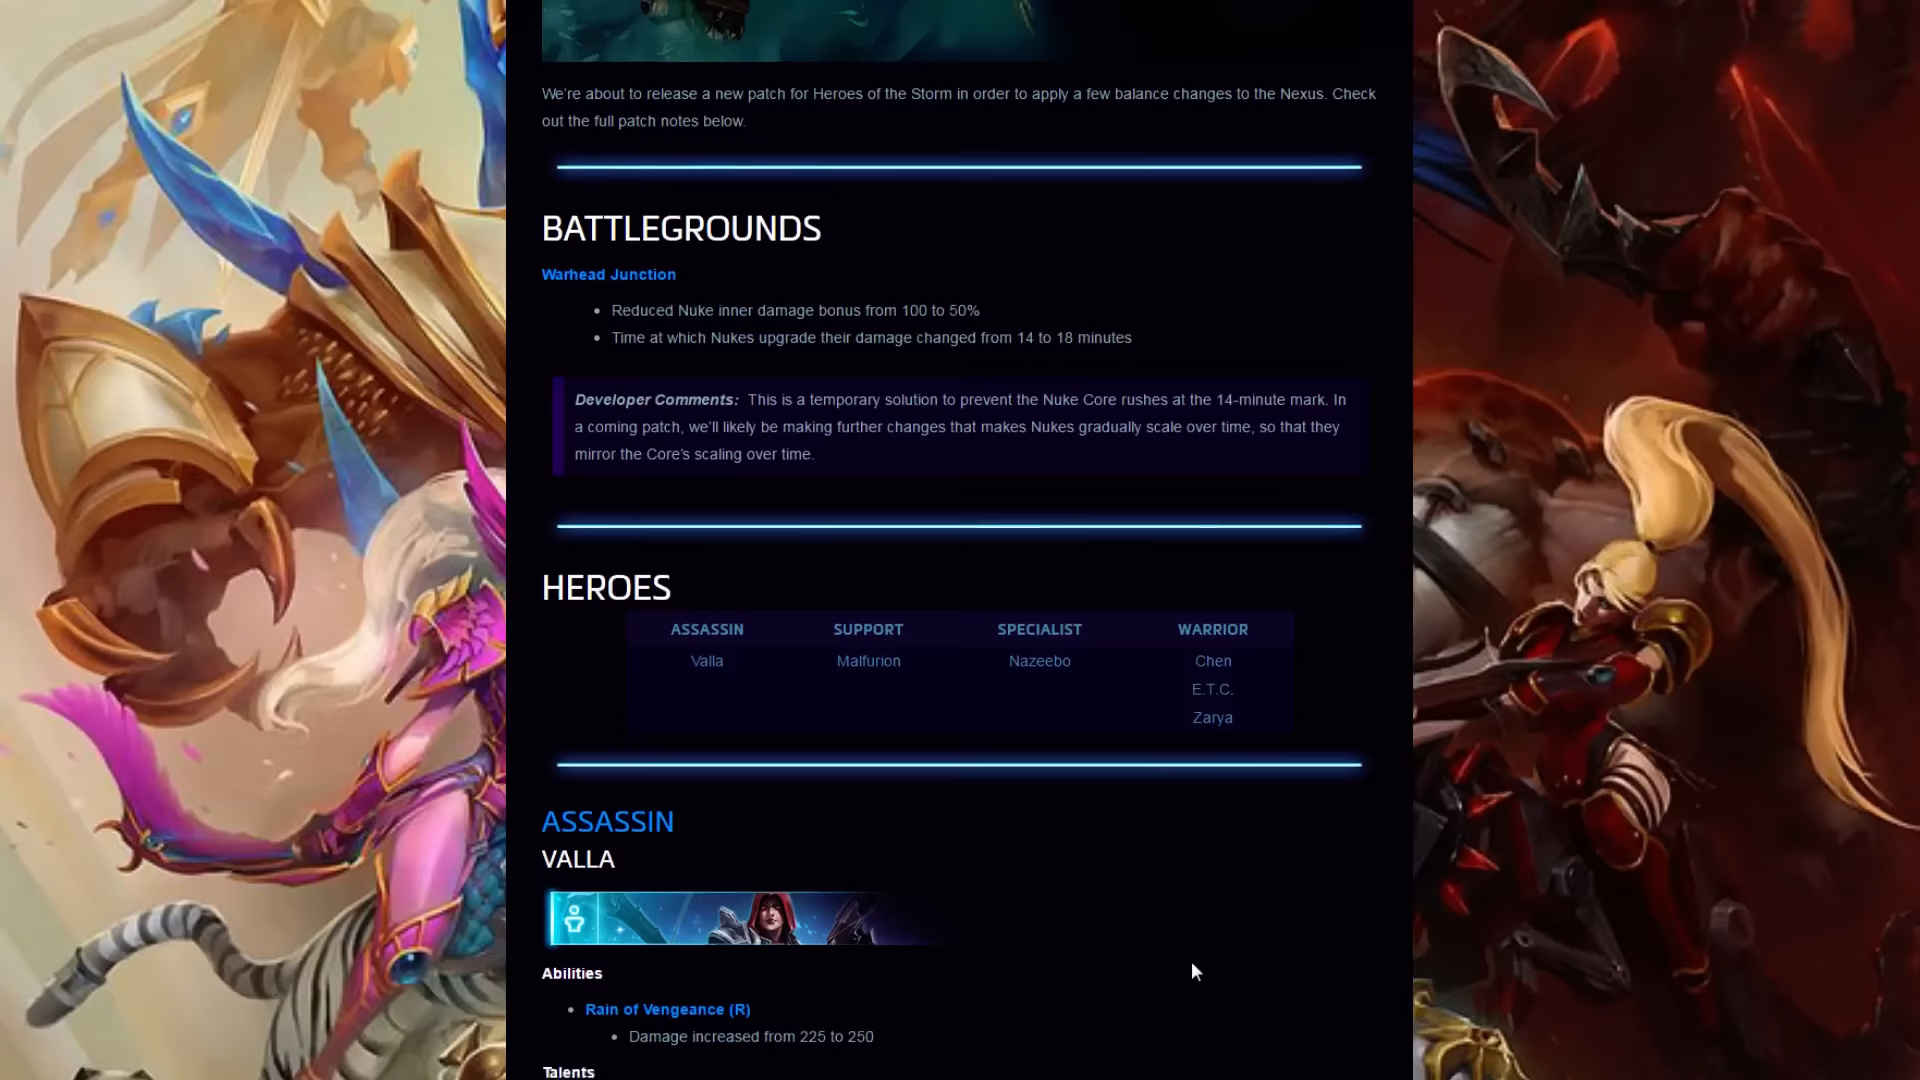 We're about to release a new patch for Heroes of the Storm in order to apply a few balance changes to the Nexus. Check
out the full patch notes below.
BATTLEGROUNDS
Warhead Junction
• Reduced Nuke inner damage bonus from 100 to 50%
• Time at which Nukes upgrade their damage changed from 14 to 18 minutes
Developer Comments: This is a temporary solution to prevent the Nuke Core rushes at the 14-minute mark. In
a coming patch, we'll likely be making further changes that makes Nukes gradually scale over time, so that they
mirror the Core's scaling over time.
HEROES
ASSASSIN SUPPORT SPECIALIST WARRIOR
Valla Malfurion Nazeebo Chen
E.T.C.
Zarya
ASSASSIN
VALLA
Abilities
• Rain of Vengeance (R)
• Damage increased from 225 to 250
Talents